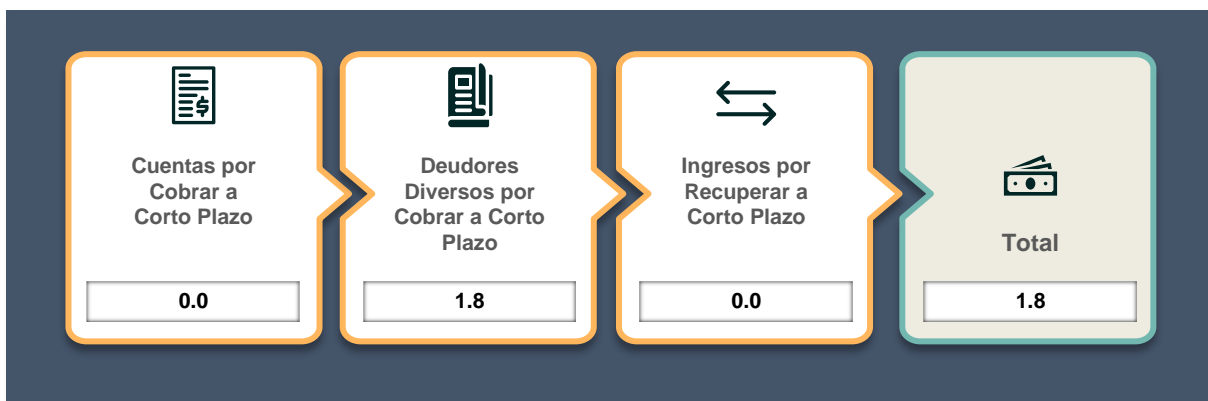 Cuentas por
Cobrar a
Corto Plazo
0.0
Deudores
Diversos por
Cobrar a Corto
Plazo
1.8
Ingresos por
Recuperar a
Corto Plazo
0.0
Total
1.8